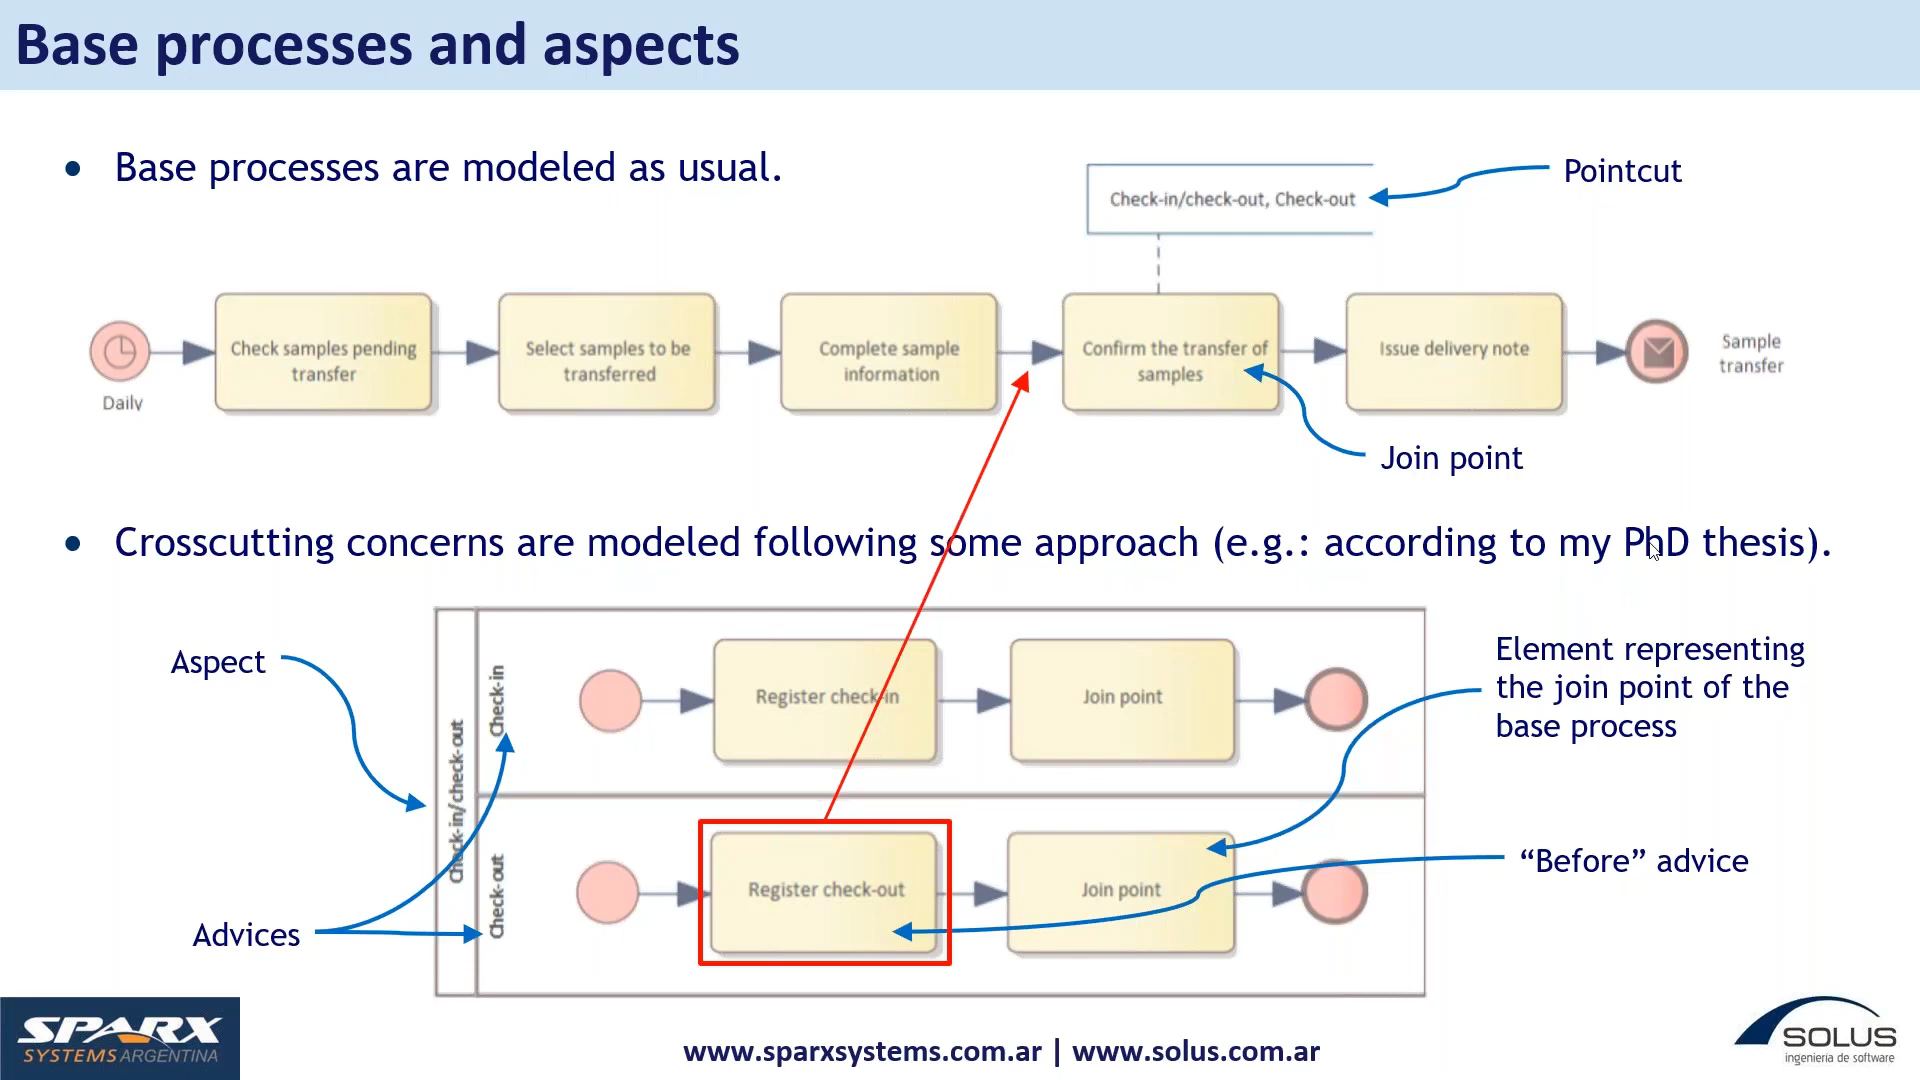 Base processes and aspects
• Base processes are modeled as usual.
Pointcut
Check-in/check-out, Check-out
Check samples pending
transfer
Select samples to be
transferred
Complete sample
information
Confirm the transfer of
samples
Issue delivery note
Sample
transfer
Daily
Join point
• Crosscutting concerns are modeled following some approach (e.g.: according to my PhD thesis).
Aspect
Check-in/check-out
Check-in
Register check-in
Join point
Element representing
the join point of the
base process
Check-out
Register check-out
Join point
“Before” advice
Advices
SPARX
SYSTEMS ARGENTINA
www.sparxsystems.com.ar | www.solus.com.ar
SOLUS
ingeniería de software